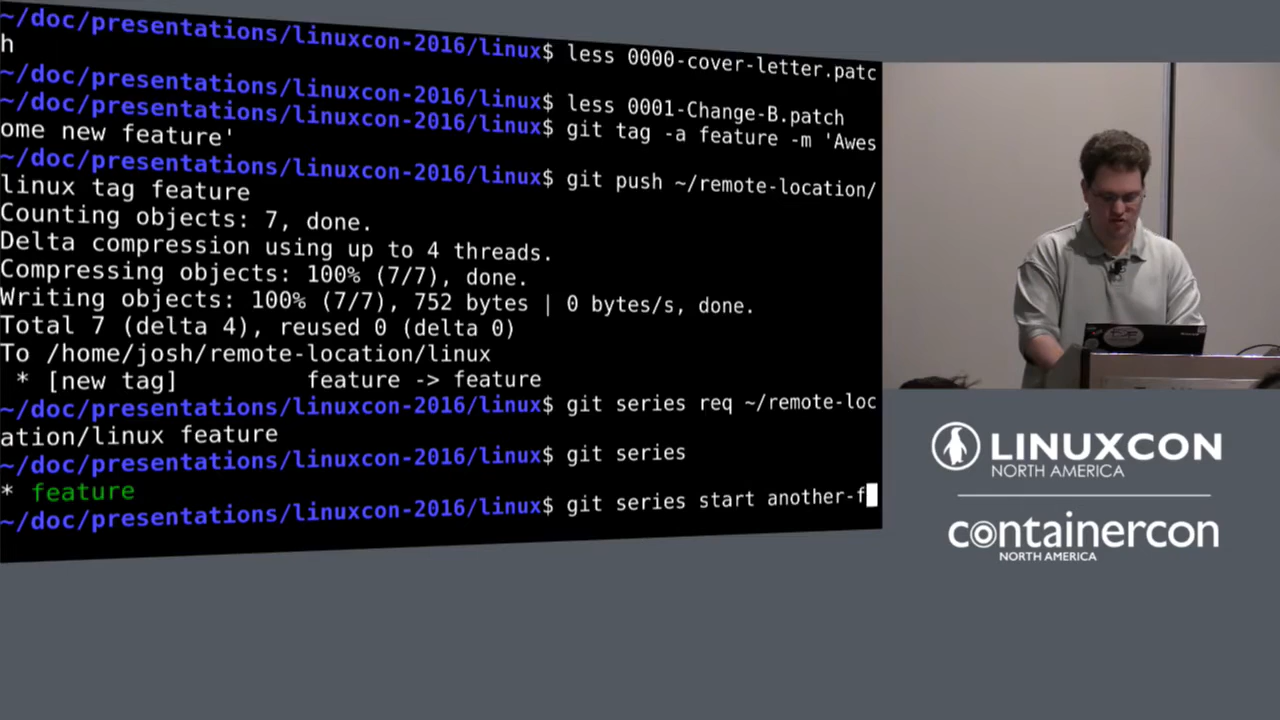 ~/doc/presentations/linuxcon-2016/linux$ less 0000-cover-letter.patc
h
~/doc/presentations/linuxcon-2016/linux$ less 0001-Change-B.patch
~/doc/presentations/linuxcon-2016/linux$ git tag -a feature -m 'Awes
ome new feature'
~/doc/presentations/linuxcon-2016/linux$ git push ~/remote-location/
linux tag feature
Counting objects: 7, done.
Delta compression using up to 4 threads.
Compressing objects: 100% (7/7), done.
Writing objects: 100% (7/7), 752 bytes | 0 bytes/s, done.
Total 7 (delta 4), reused 0 (delta 0)
To /home/josh/remote-location/linux
* [new tag] feature -> feature
~/doc/presentations/linuxcon-2016/linux$ git series req ~/remote-loc
ation/linux feature
~/doc/presentations/linuxcon-2016/linux$ git series
* feature
~/doc/presentations/linuxcon-2016/linux$ git series start another-f
LINUXCON
NORTH AMERICA
containercon
NORTH AMERICA